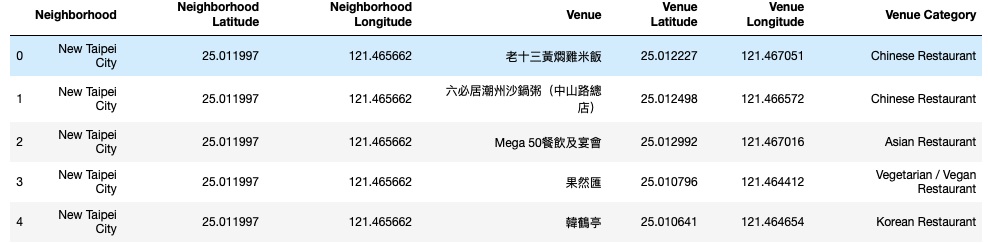 Neighborhood Neighborhood Latitude Neighborhood Longitude Venue Venue Latitude Venue Longitude Venue Category
0 New Taipei City 25.011997 121.465662 老十三黃燜雞米飯 25.012227 121.467051 Chinese Restaurant
1 New Taipei City 25.011997 121.465662 六必居潮州沙鍋粥（中山路總店） 25.012498 121.466572 Chinese Restaurant
2 New Taipei City 25.011997 121.465662 Mega 50餐飲及宴會 25.012992 121.467016 Asian Restaurant
3 New Taipei City 25.011997 121.465662 果然匯 25.010796 121.464412 Vegetarian / Vegan Restaurant
4 New Taipei City 25.011997 121.465662 韓鶴亭 25.010641 121.464654 Korean Restaurant